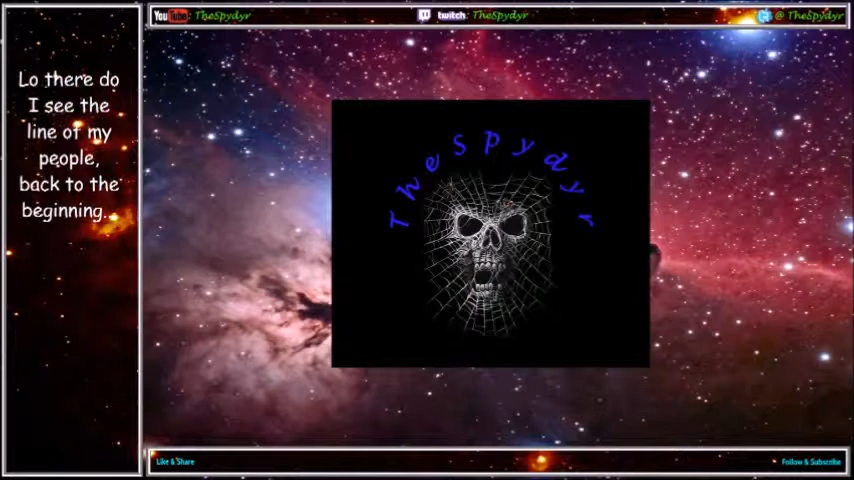 YouTube: TheSpydyr
twitch: TheSpydyr
@ TheSpydyr
Lo there do
I see the
line of my
people,
back to the
beginning...
TheSpydyr
Like & Share
Follow & Subscribe